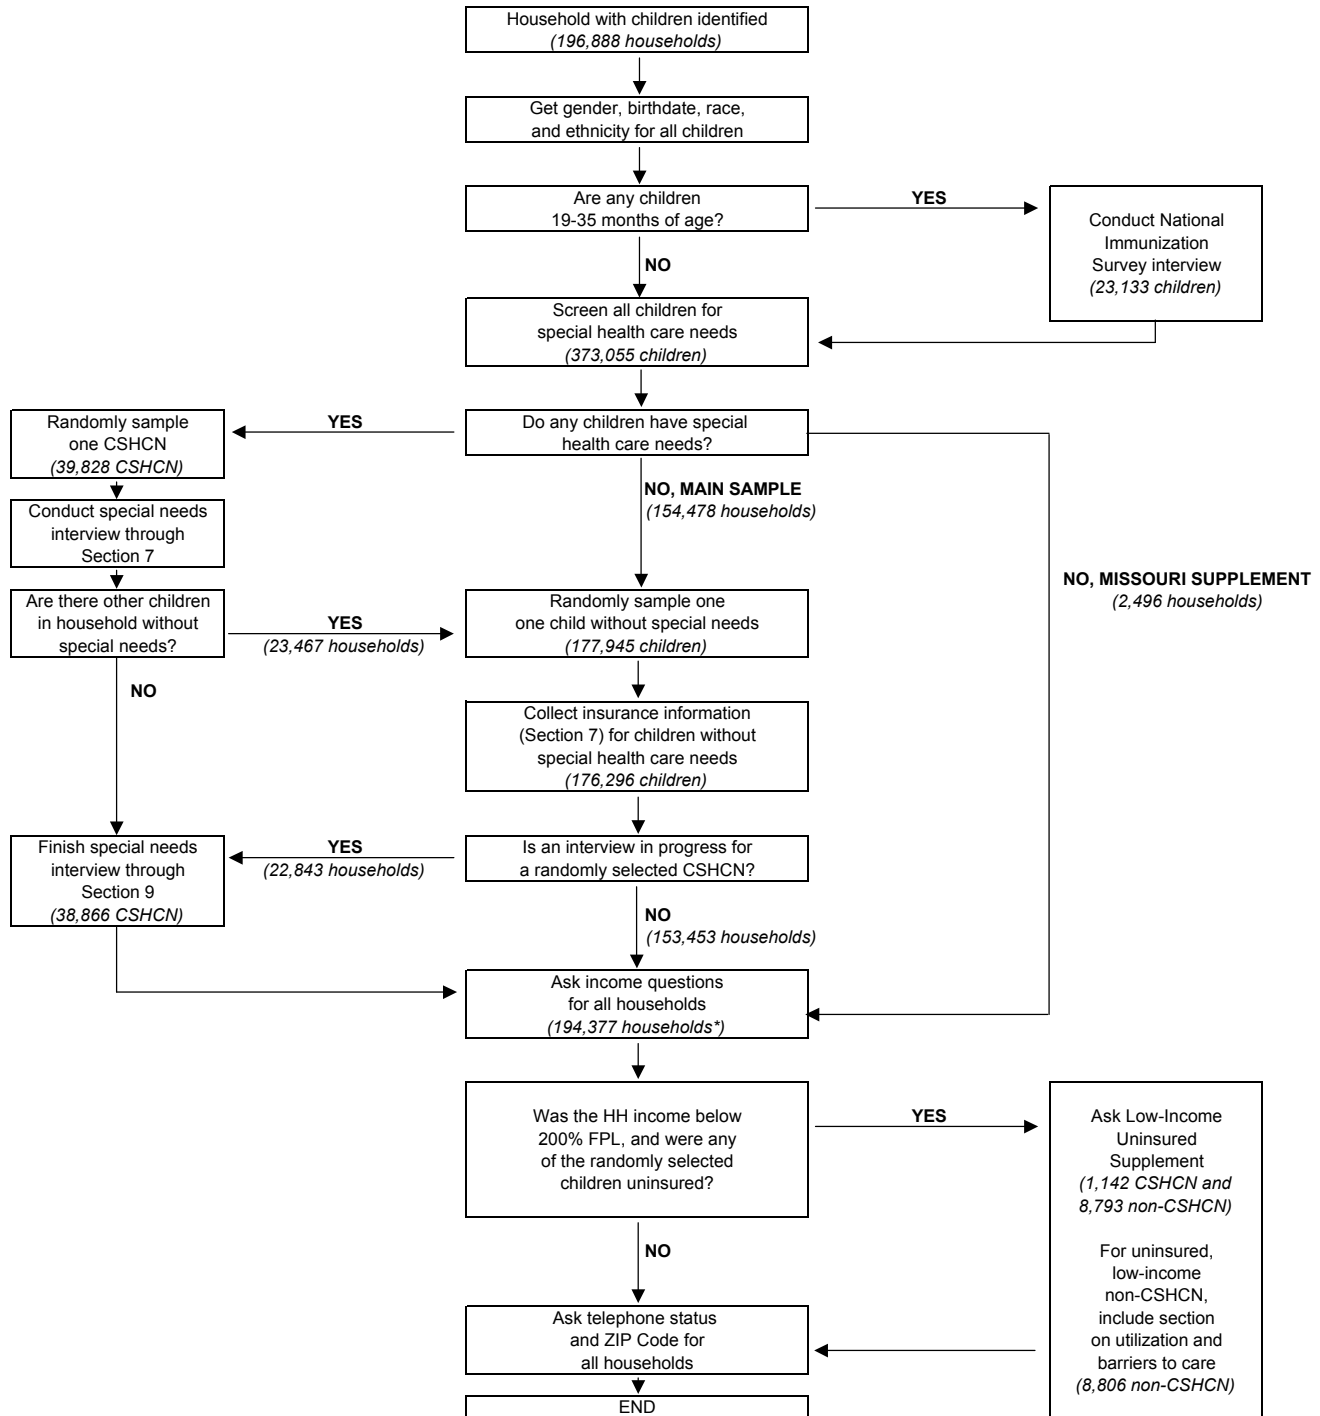 Household with children identified
(196,888 households)
Get gender, birthdate, race,
and ethnicity for all children
Are any children
19-35 months of age?
YES
Conduct National
Immunization
Survey interview
(23,133 children)
NO
Screen all children for
special health care needs
(373,055 children)
Do any children have special
health care needs?
YES
Randomly sample
one CSHCN
(39,828 CSHCN)
Conduct special needs
interview through
Section 7
Are there other children
in household without
special needs?
NO, MAIN SAMPLE
(154,478 households)
NO, MISSOURI SUPPLEMENT
(2,496 households)
YES
(23,467 households)
Randomly sample one
one child without special needs
(177,945 children)
NO
Collect insurance information
(Section 7) for children without
special health care needs
(176,296 children)
Is an interview in progress for
a randomly selected CSHCN?
YES
(22,843 households)
Finish special needs
interview through
Section 9
(38,866 CSHCN)
NO
(153,453 households)
Ask income questions
for all households
(194,377 households*)
Was the HH income below
200% FPL, and were any
of the randomly selected
children uninsured?
YES
Ask Low-Income
Uninsured
Supplement
(1,142 CSHCN and
8,793 non-CSHCN)
For uninsured,
low-income
non-CSHCN,
include section
on utilization and
barriers to care
(8,806 non-CSHCN)
NO
Ask telephone status
and ZIP Code for
all households
END